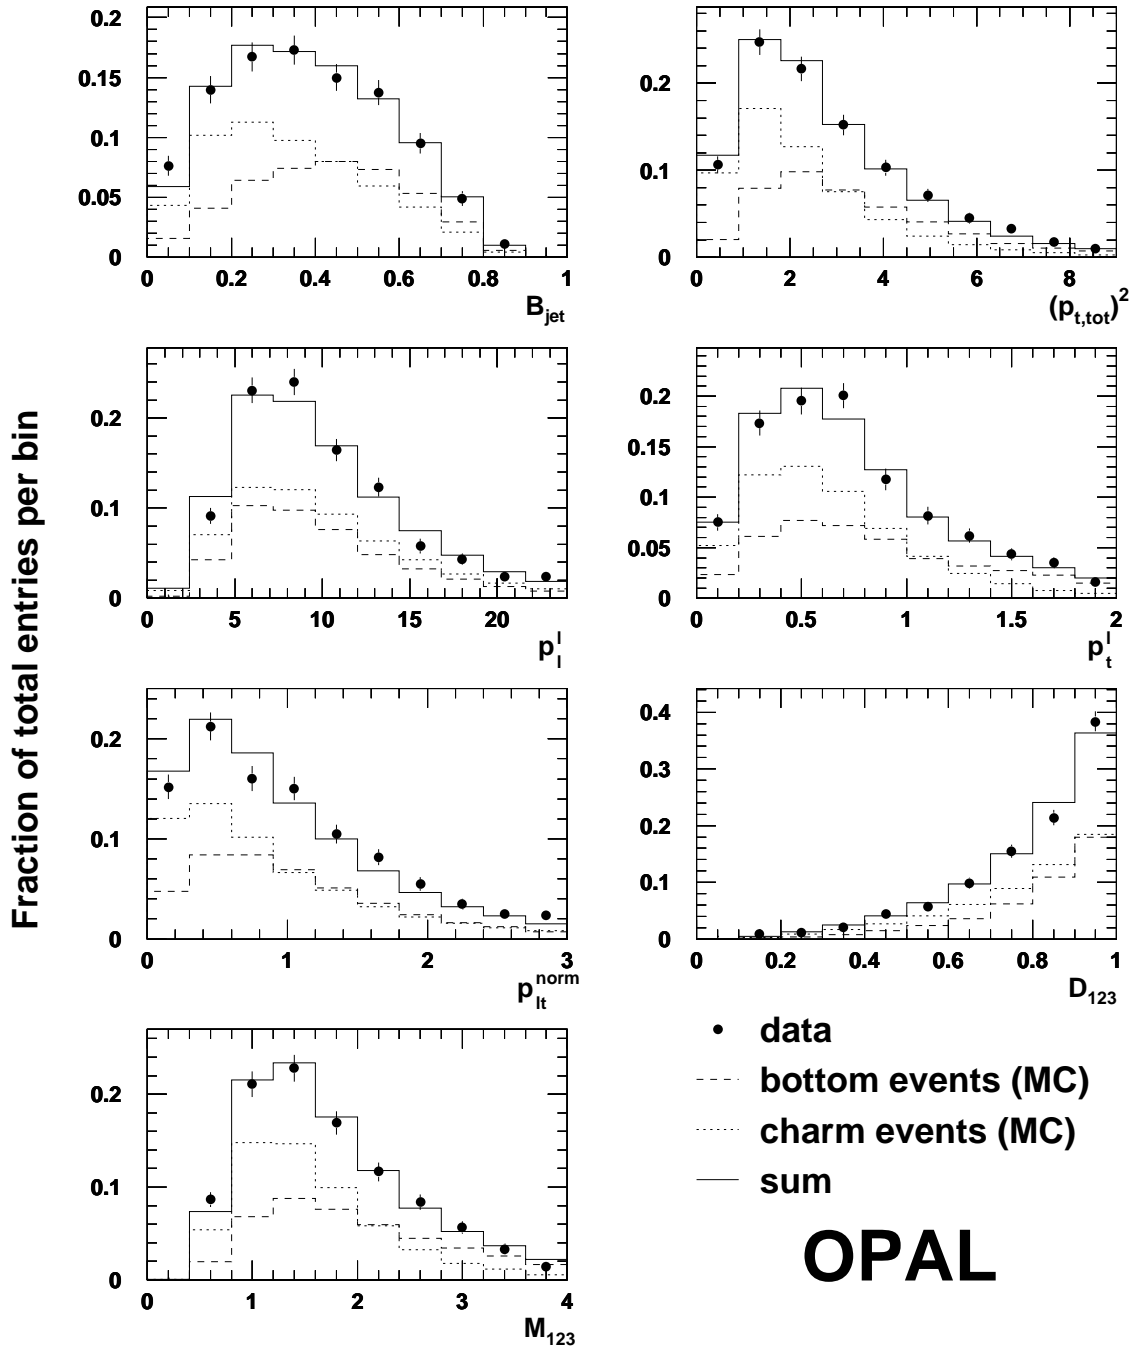 Fraction of total entries per bin
0.2
0.15
0.1
0.05
0
0 0.2 0.4 0.6 0.8 1
B_jet
0.2
0.1
0
0 2 4 6 8
(p_t,tot)^2
0.2
0.1
0
5 10 15 20
0
p_l^l
0.2
0.15
0.1
0.05
0
0 0.5 1 1.5 2
p_t^l
0.2
0.1
0
0 1 2 3
p_lt^norm
0.4
0.3
0.2
0.1
0
0 0.2 0.4 0.6 0.8 1
D_123
0.2
0.1
0
0 1 2 3 4
M_123
data
bottom events (MC)
charm events (MC)
sum
OPAL